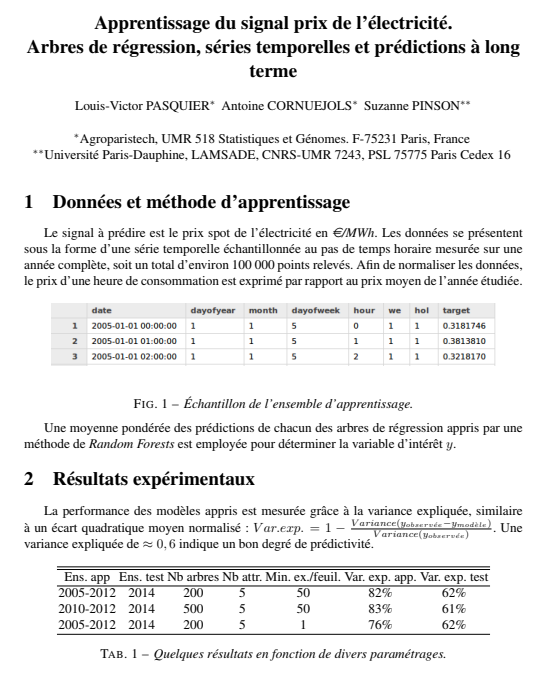 Apprentissage du signal prix de l'électricité.
Arbres de régression, séries temporelles et prédictions à long
terme
Louis-Victor PASQUIER* Antoine CORNUEJOLS* Suzanne PINSON**
*Agroparistech, UMR 518 Statistiques et Génomes. F-75231 Paris, France
**Université Paris-Dauphine, LAMSADE, CNRS-UMR 7243, PSL 75775 Paris Cedex 16
1 Données et méthode d'apprentissage
Le signal à prédire est le prix spot de l'électricité en €/MWh. Les données se présentent
sous la forme d'une série temporelle échantillonnée au pas de temps horaire mesurée sur une
année complète, soit un total d'environ 100 000 points relevés. Afin de normaliser les données,
le prix d'une heure de consommation est exprimé par rapport au prix moyen de l'année étudiée.
date dayofyear month dayofweek hour we hol target
1 2005-01-01 00:00:00 1 1 5 0 1 1 0.3181746
2 2005-01-01 01:00:00 1 1 5 1 1 1 0.3813810
3 2005-01-01 02:00:00 1 1 5 2 1 1 0.3218170
FIG. 1 – Échantillon de l'ensemble d'apprentissage.
Une moyenne pondérée des prédictions de chacun des arbres de régression appris par une
méthode de Random Forests est employée pour déterminer la variable d'intérêt y.
2 Résultats expérimentaux
La performance des modèles appris est mesurée grâce à la variance expliquée, similaire
à un écart quadratique moyen normalisé : Var.exp. = 1 − Variance(yobservée−ymodèle) / Variance(yobservée). Une
variance expliquée de ≈ 0, 6 indique un bon degré de prédictivité.
Ens. app Ens. test Nb arbres Nb attr. Min. ex./feuil. Var. exp. app. Var. exp. test
2005-2012 2014 200 5 50 82% 62%
2010-2012 2014 500 5 50 83% 61%
2005-2012 2014 200 5 1 76% 62%
TAB. 1 – Quelques résultats en fonction de divers paramétrages.